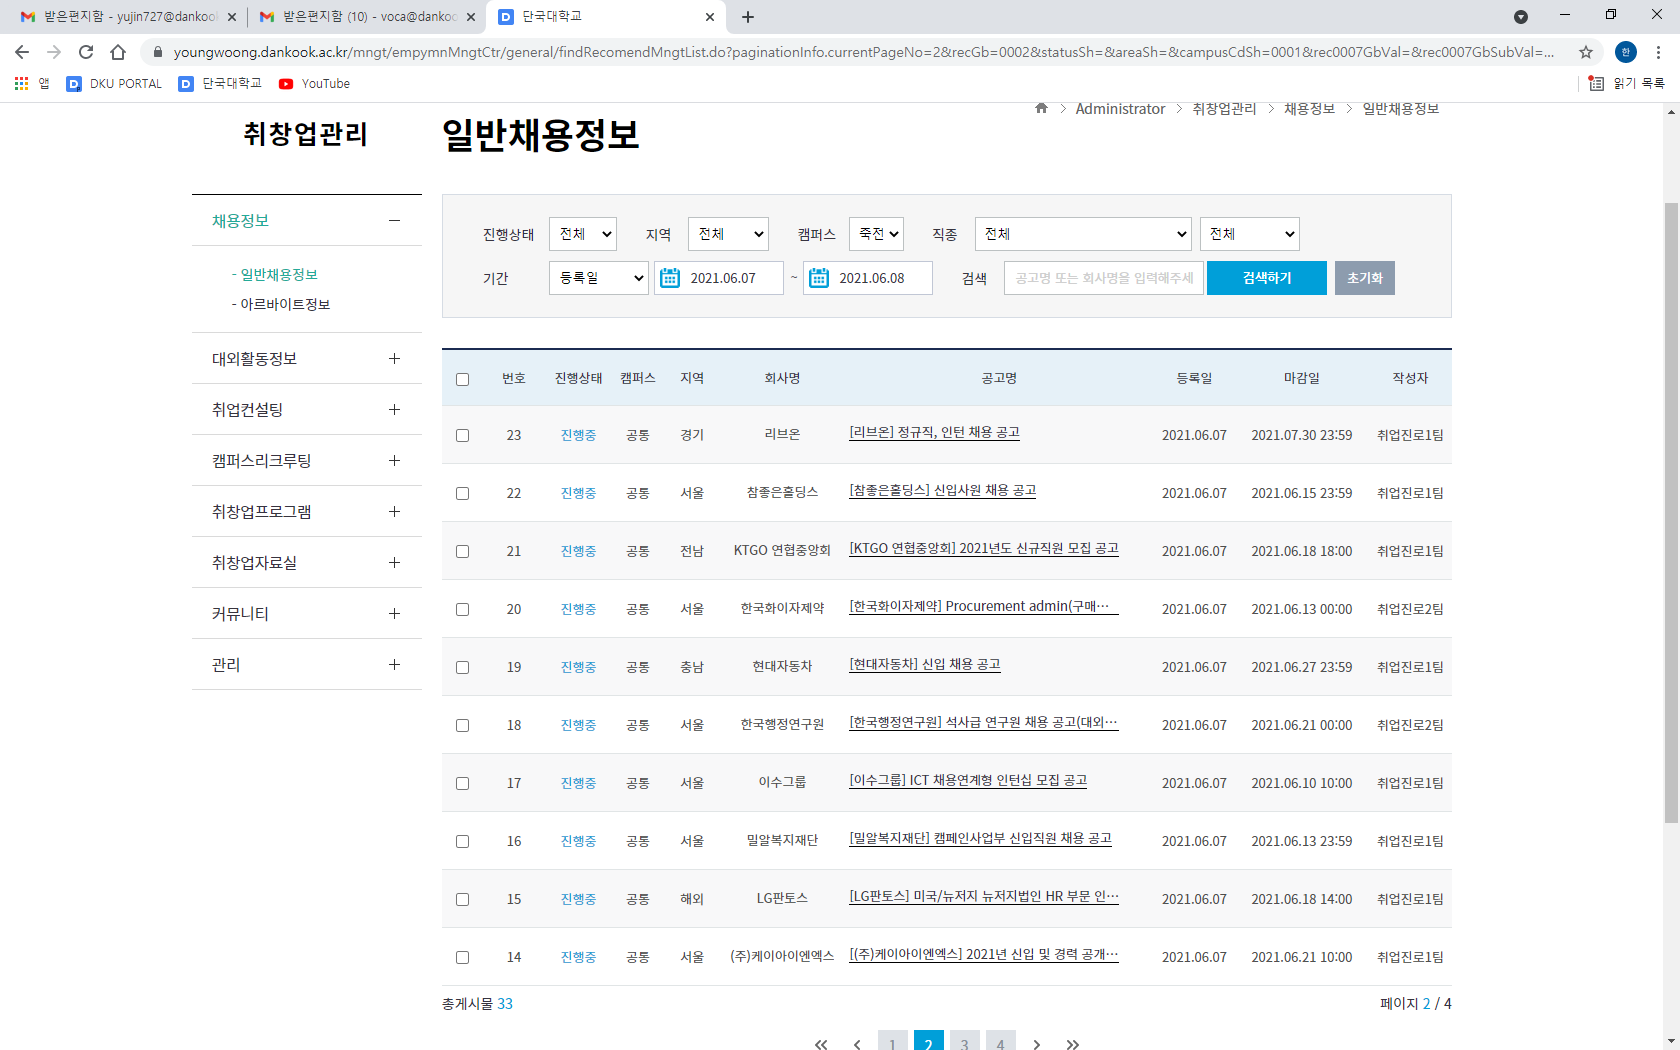 받은편지함 - yujin727@dankook
받은편지함 (10) - voca@dankoo
단국대학교
youngwoong.dankook.ac.kr/mngt/empymnMngtCtr/general/findRecomendMngtList.do?paginationInfo.currentPageNo=2&recGb=0002&statusSh=&areaSh=&campusCdSh=0001&rec0007GbVal=&rec0007GbSubVal=...
한
앱
DKU PORTAL
단국대학교
YouTube
읽기 목록
Administrator > 취창업관리 > 채용정보 > 일반채용정보
취창업관리
일반채용정보
채용정보
- 일반채용정보
- 아르바이트정보
대외활동정보
취업컨설팅
캠퍼스리크루팅
취창업프로그램
취창업자료실
커뮤니티
관리
진행상태 전체 지역 전체 캠퍼스 죽전 직종 전체 전체
기간 등록일 2021.06.07 ~ 2021.06.08 검색 공고명 또는 회사명을 입력해주세 검색하기 초기화
번호 진행상태 캠퍼스 지역 회사명 공고명 등록일 마감일 작성자
23 진행중 공통 경기 리브온 [리브온] 정규직, 인턴 채용 공고 2021.06.07 2021.07.30 23:59 취업진로1팀
22 진행중 공통 서울 참좋은홀딩스 [참좋은홀딩스] 신입사원 채용 공고 2021.06.07 2021.06.15 23:59 취업진로1팀
21 진행중 공통 전남 KTGO 연협중앙회 [KTGO 연협중앙회] 2021년도 신규직원 모집 공고 2021.06.07 2021.06.18 18:00 취업진로1팀
20 진행중 공통 서울 한국화이자제약 [한국화이자제약] Procurement admin(구매… 2021.06.07 2021.06.13 00:00 취업진로2팀
19 진행중 공통 충남 현대자동차 [현대자동차] 신입 채용 공고 2021.06.07 2021.06.27 23:59 취업진로1팀
18 진행중 공통 서울 한국행정연구원 [한국행정연구원] 석사급 연구원 채용 공고(대외… 2021.06.07 2021.06.21 00:00 취업진로2팀
17 진행중 공통 서울 이수그룹 [이수그룹] ICT 채용연계형 인턴십 모집 공고 2021.06.07 2021.06.10 10:00 취업진로1팀
16 진행중 공통 서울 밀알복지재단 [밀알복지재단] 캠페인사업부 신입직원 채용 공고 2021.06.07 2021.06.13 23:59 취업진로1팀
15 진행중 공통 해외 LG판토스 [LG판토스] 미국/뉴저지 뉴저지법인 HR 부문 인… 2021.06.07 2021.06.18 14:00 취업진로1팀
14 진행중 공통 서울 (주)케이아이엔엑스 [(주)케이아이엔엑스] 2021년 신입 및 경력 공개… 2021.06.07 2021.06.21 10:00 취업진로1팀
총게시물 33
페이지 2 / 4
1 2 3 4